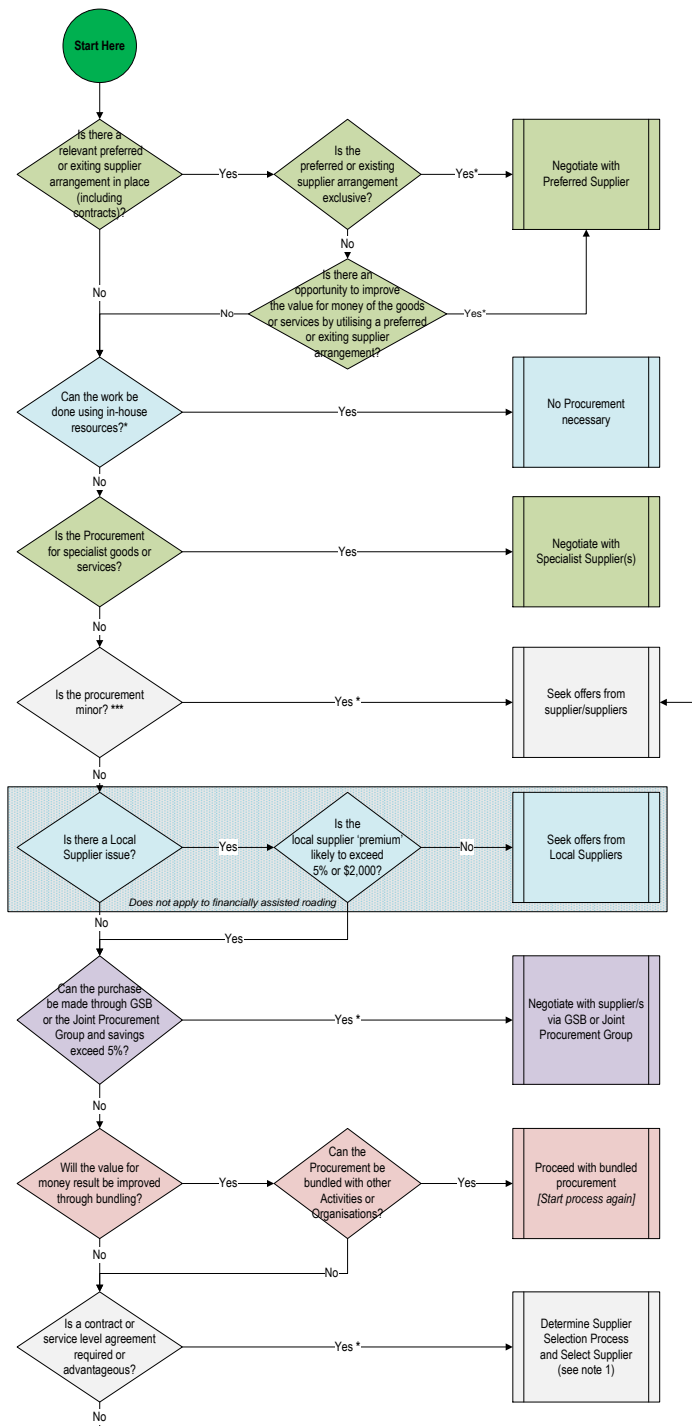 Start Here
Is there a
relevant preferred
or exiting supplier
arrangement in place
(including
contracts)?
Yes
Is the
preferred or existing
supplier arrangement
exclusive?
Yes*
Negotiate with
Preferred Supplier
No
No
Is there an
opportunity to improve
the value for money of the goods
or services by utilising a preferred
or exiting supplier
arrangement?
No
Yes*
Can the work be
done using in-house
resources?*
Yes
No Procurement
necessary
No
Is the Procurement
for specialist goods or
services?
Yes
Negotiate with
Specialist Supplier(s)
No
Is the procurement
minor? ***
Yes *
Seek offers from
supplier/suppliers
No
Is there a Local
Supplier issue?
Yes
Is the
local supplier ‘premium’
likely to exceed
5% or $2,000?
No
Seek offers from
Local Suppliers
Does not apply to financially assisted roading
No
Yes
Can the purchase
be made through GSB
or the Joint Procurement
Group and savings
exceed 5%?
Yes *
Negotiate with supplier/s
via GSB or Joint
Procurement Group
No
Will the value for
money result be improved
through bundling?
Yes
Can the
Procurement be
bundled with other
Activities or
Organisations?
Yes
Proceed with bundled
procurement
[Start process again]
No
No
Is a contract or
service level agreement
required or
advantageous?
Yes *
Determine Supplier
Selection Process
and Select Supplier
(see note 1)
No